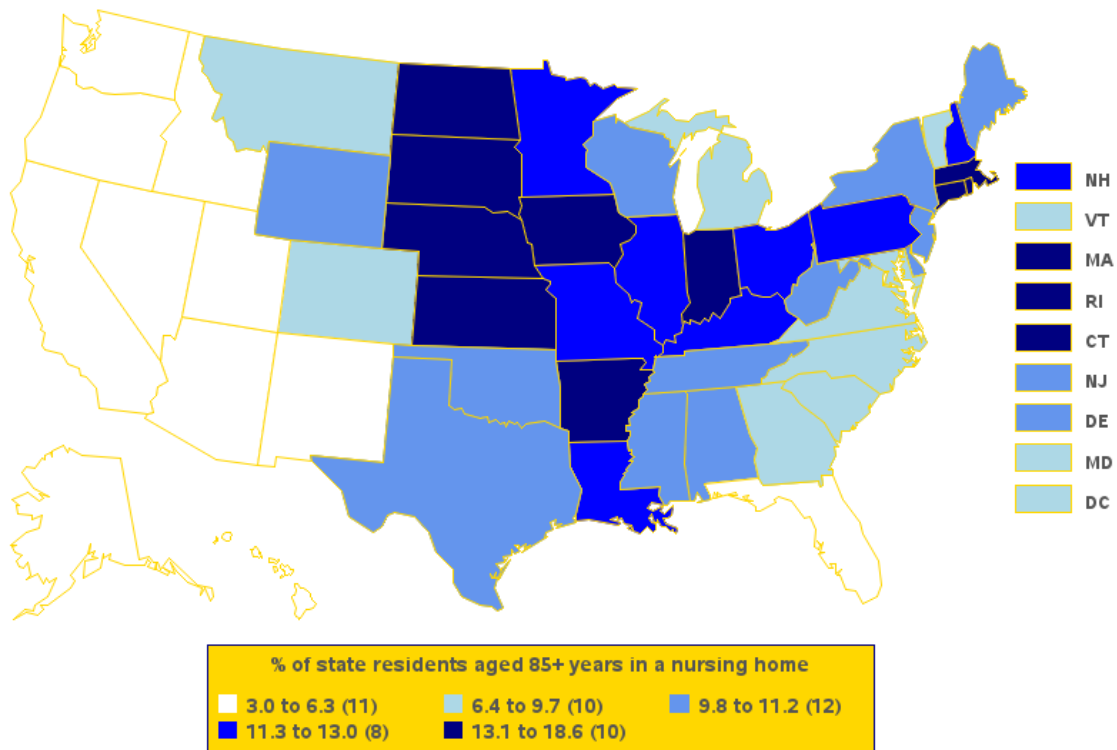 NH
VT
MA
RI
CT
NJ
DE
MD
DC
% of state residents aged 85+ years in a nursing home
3.0 to 6.3 (11) 6.4 to 9.7 (10) 9.8 to 11.2 (12)
11.3 to 13.0 (8) 13.1 to 18.6 (10)